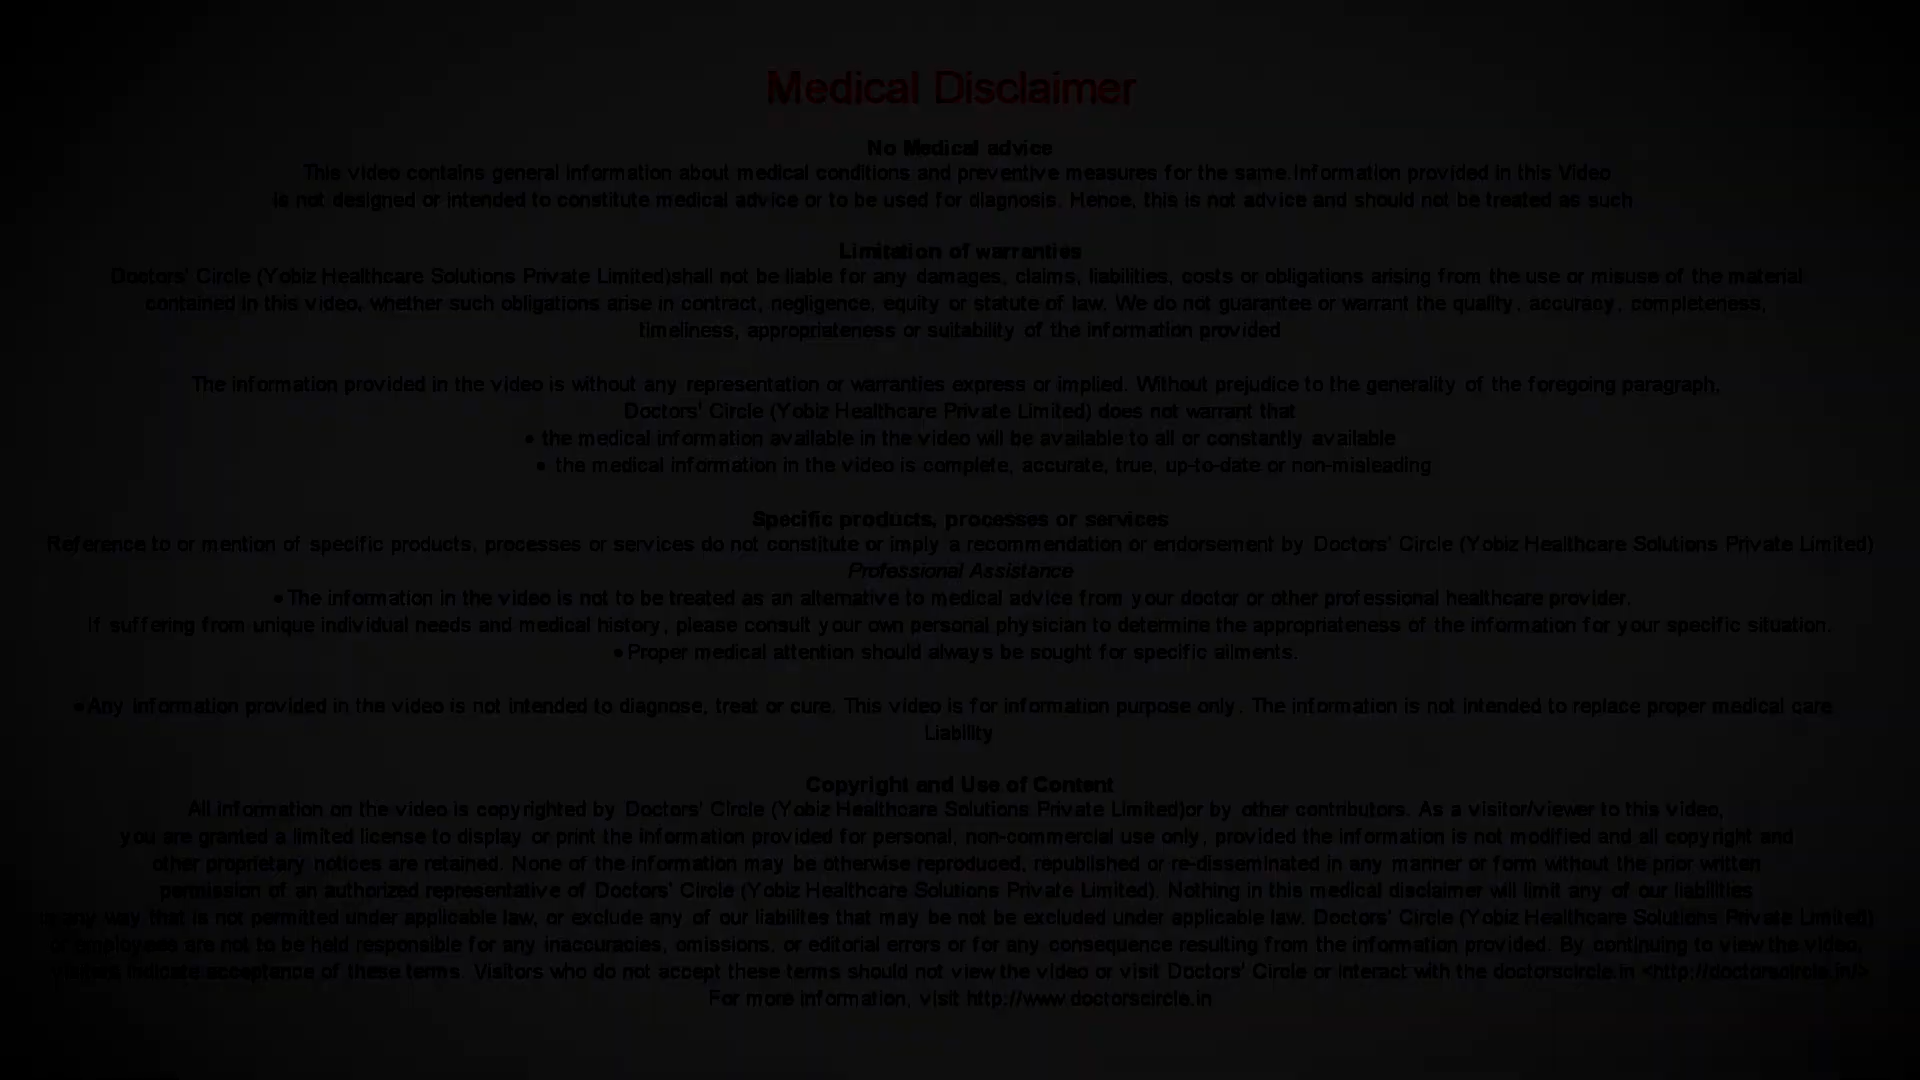 Medical Disclaimer
No Medical advice
This video contains general information about medical conditions and preventive measures for the same.Information provided in this Video
is not designed or intended to constitute medical advice or to be used for diagnosis. Hence, this is not advice and should not be treated as such
Limitation of warranties
Doctors' Circle (Yobiz Healthcare Solutions Private Limited)shall not be liable for any damages, claims, liabilities, costs or obligations arising from the use or misuse of the material
contained in this video, whether such obligations arise in contract, negligence, equity or statute of law. We do not guarantee or warrant the quality, accuracy, completeness,
timeliness, appropriateness or suitability of the information provided
The information provided in the video is without any representation or warranties express or implied. Without prejudice to the generality of the foregoing paragraph,
Doctors' Circle (Yobiz Healthcare Private Limited) does not warrant that
• the medical information available in the video will be available to all or constantly available
• the medical information in the video is complete, accurate, true, up-to-date or non-misleading
Specific products, processes or services
Reference to or mention of specific products, processes or services do not constitute or imply a recommendation or endorsement by Doctors' Circle (Yobiz Healthcare Solutions Private Limited)
Professional Assistance
•The information in the video is not to be treated as an alternative to medical advice from your doctor or other professional healthcare provider.
If suffering from unique individual needs and medical history, please consult your own personal physician to determine the appropriateness of the information for your specific situation.
•Proper medical attention should always be sought for specific ailments.
•Any information provided in the video is not intended to diagnose, treat or cure. This video is for information purpose only. The information is not intended to replace proper medical care
Liability
Copyright and Use of Content
All information on the video is copyrighted by Doctors' Circle (Yobiz Healthcare Solutions Private Limited)or by other contributors. As a visitor/viewer to this video,
you are granted a limited license to display or print the information provided for personal, non-commercial use only, provided the information is not modified and all copyright and
other proprietary notices are retained. None of the information may be otherwise reproduced, republished or re-disseminated in any manner or form without the prior written
permission of an authorized representative of Doctors' Circle (Yobiz Healthcare Solutions Private Limited). Nothing in this medical disclaimer will limit any of our liabilities
any way that is not permitted under applicable law, or exclude any of our liabilites that may be not be excluded under applicable law. Doctors' Circle (Yobiz Healthcare Solutions Private Limited)
or employees are not to be held responsible for any inaccuracies, omissions, or editorial errors or for any consequence resulting from the information provided. By continuing to view the video,
indicate acceptance of these terms. Visitors who do not accept these terms should not view the video or visit Doctors' Circle or interact with the doctorscircle.in <http://doctorscircle.in/>
For more information, visit http://www.doctorscircle.in